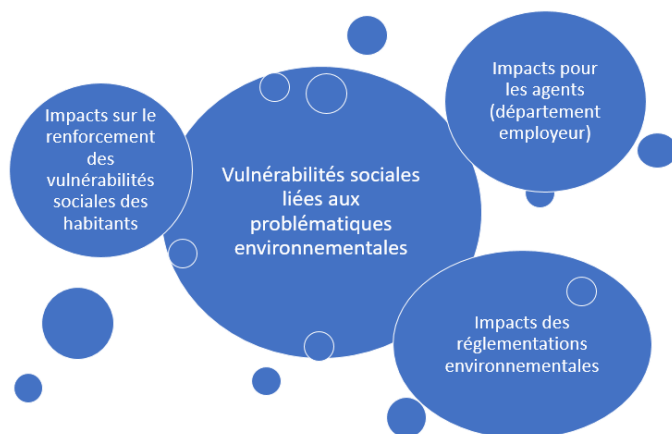 Impacts sur le
renforcement
des
vulnérabilités
sociales des
habitants
Vulnérabilités sociales
liées aux
problématiques
environnementales
Impacts pour
les agents
(département
employeur)
Impacts des
réglementations
environnementales